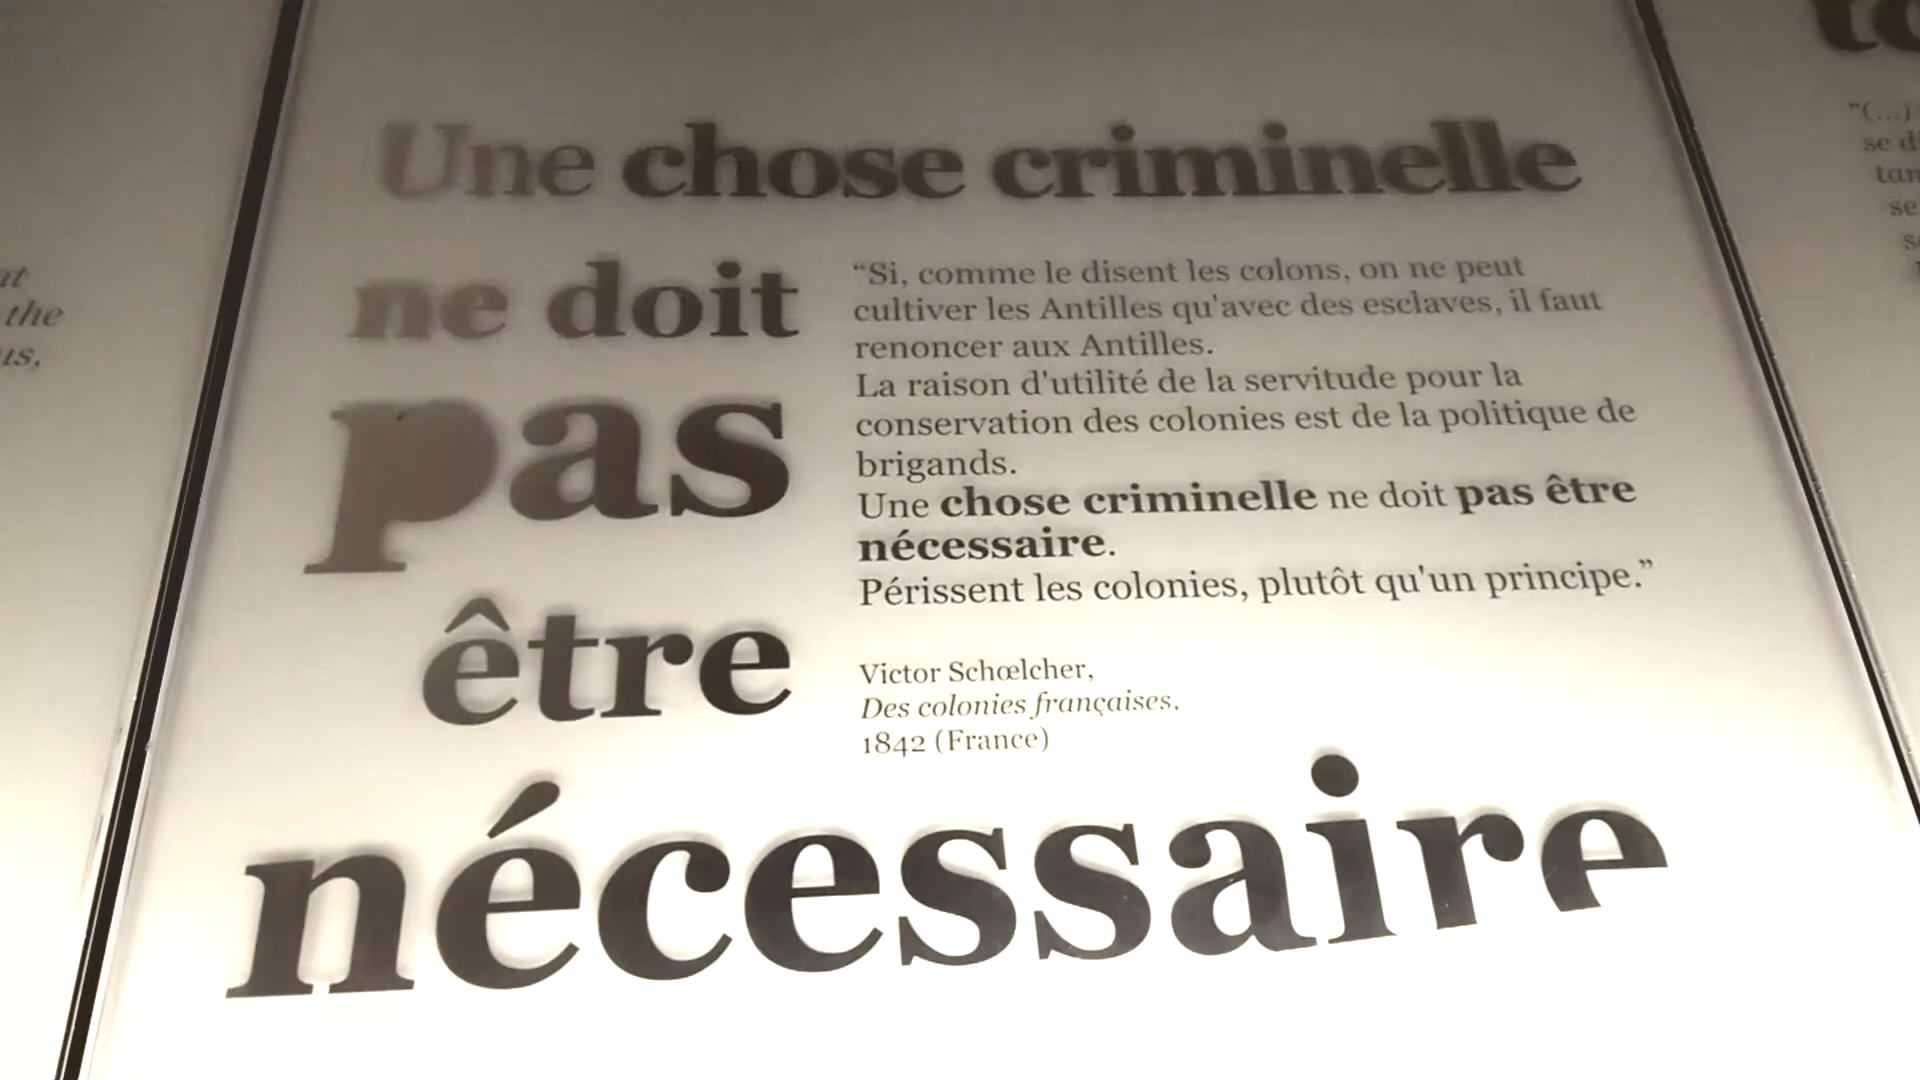 at
the
us,
Une chose criminelle
ne doit
pas
être
nécessaire
“Si, comme le disent les colons, on ne peut
cultiver les Antilles qu'avec des esclaves, il faut
renoncer aux Antilles.
La raison d'utilité de la servitude pour la
conservation des colonies est de la politique de
brigands.
Une chose criminelle ne doit pas être
nécessaire.
Périssent les colonies, plutôt qu'un principe.”
Victor Schœlcher,
Des colonies françaises,
1842 (France)
"(...)
se